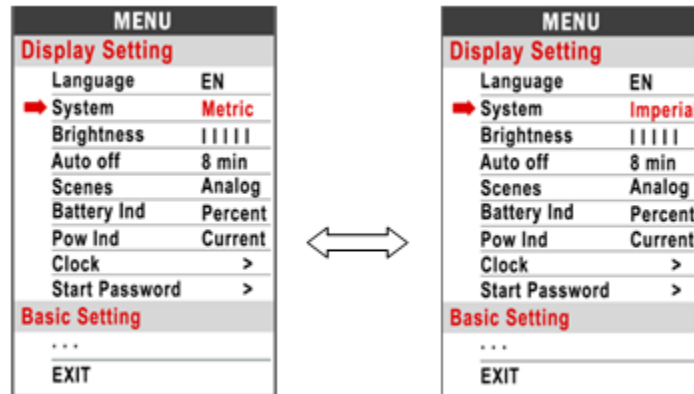 MENU
Display Setting
Language EN
System Metric
Brightness | | | | |
Auto off 8 min
Scenes Analog
Battery Ind Percent
Pow Ind Current
Clock >
Start Password >
Basic Setting
. . .
EXIT
MENU
Display Setting
Language EN
System Imperia
Brightness | | | | |
Auto off 8 min
Scenes Analog
Battery Ind Percent
Pow Ind Current
Clock >
Start Password >
Basic Setting
. . .
EXIT